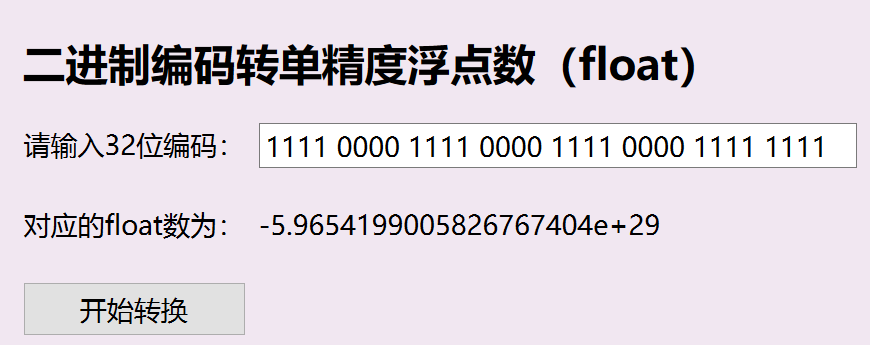 二进制编码转单精度浮点数（float）
请输入32位编码： 1111 0000 1111 0000 1111 0000 1111 1111
对应的float数为： -5.9654199005826767404e+29
开始转换